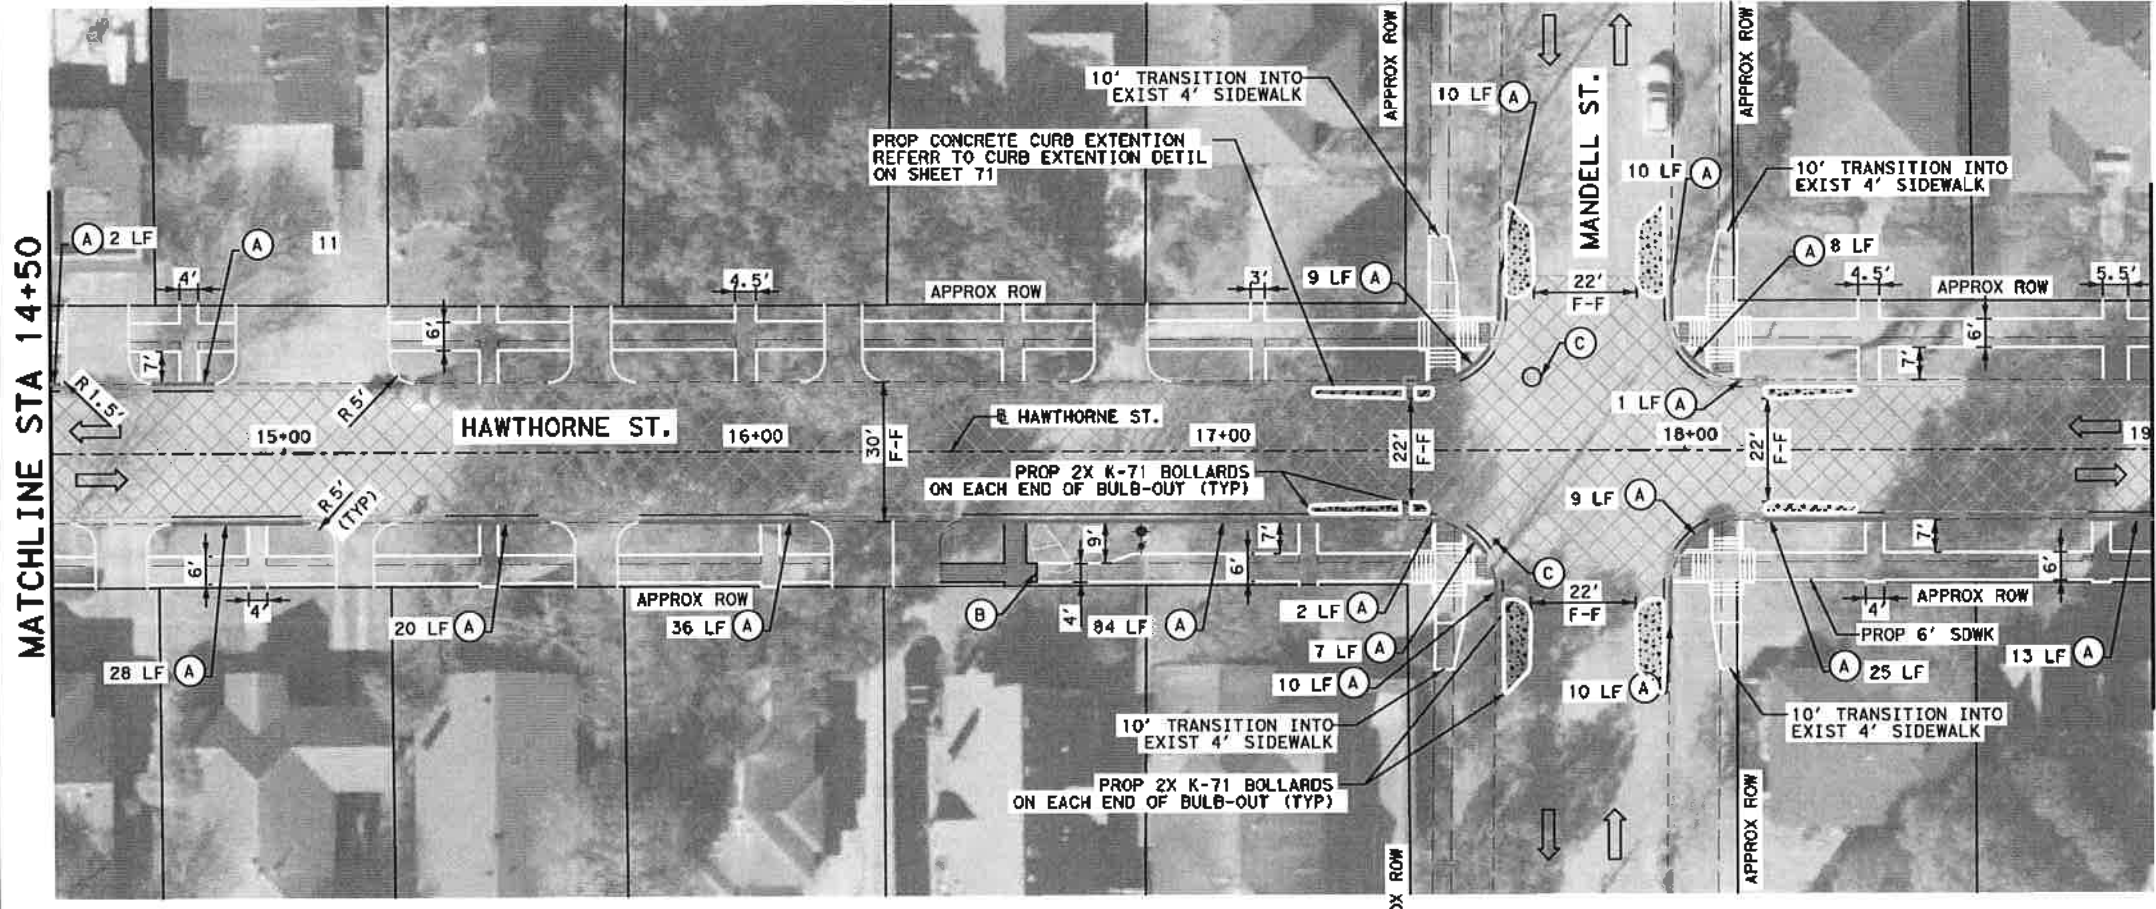 MATCHLINE STA 14+50
APPROX ROW
APPROX ROW
MANDELL ST.
10' TRANSITION INTO
EXIST 4' SIDEWALK
10 LF A
PROP CONCRETE CURB EXTENTION
REFERR TO CURB EXTENTION DETIL
ON SHEET 71
10 LF A
10' TRANSITION INTO
EXIST 4' SIDEWALK
A 2 LF
A
11
4'
4.5'
APPROX ROW
3'
9 LF A
22'
F-F
A 8 LF
4.5'
APPROX ROW
5.5'
6'
7'
6'
7'
C
R 1.5'
R 5'
1 LF A
HAWTHORNE ST.
15+00
16+00
30'
F-F
℄ HAWTHORNE ST.
17+00
22'
F-F
18+00
22'
F-F
19
PROP 2X K-71 BOLLARDS
ON EACH END OF BULB-OUT (TYP)
R 5'
(TYP)
9 LF A
6'
4'
9'
4'
6'
7'
7'
6'
C
22'
F-F
4'
APPROX ROW
APPROX ROW
20 LF A
36 LF A
B
84 LF A
2 LF A
PROP 6' SDWK
28 LF A
7 LF A
A 25 LF
13 LF A
10 LF A
10 LF A
10' TRANSITION INTO
EXIST 4' SIDEWALK
10' TRANSITION INTO
EXIST 4' SIDEWALK
PROP 2X K-71 BOLLARDS
ON EACH END OF BULB-OUT (TYP)
APPROX ROW
OX ROW